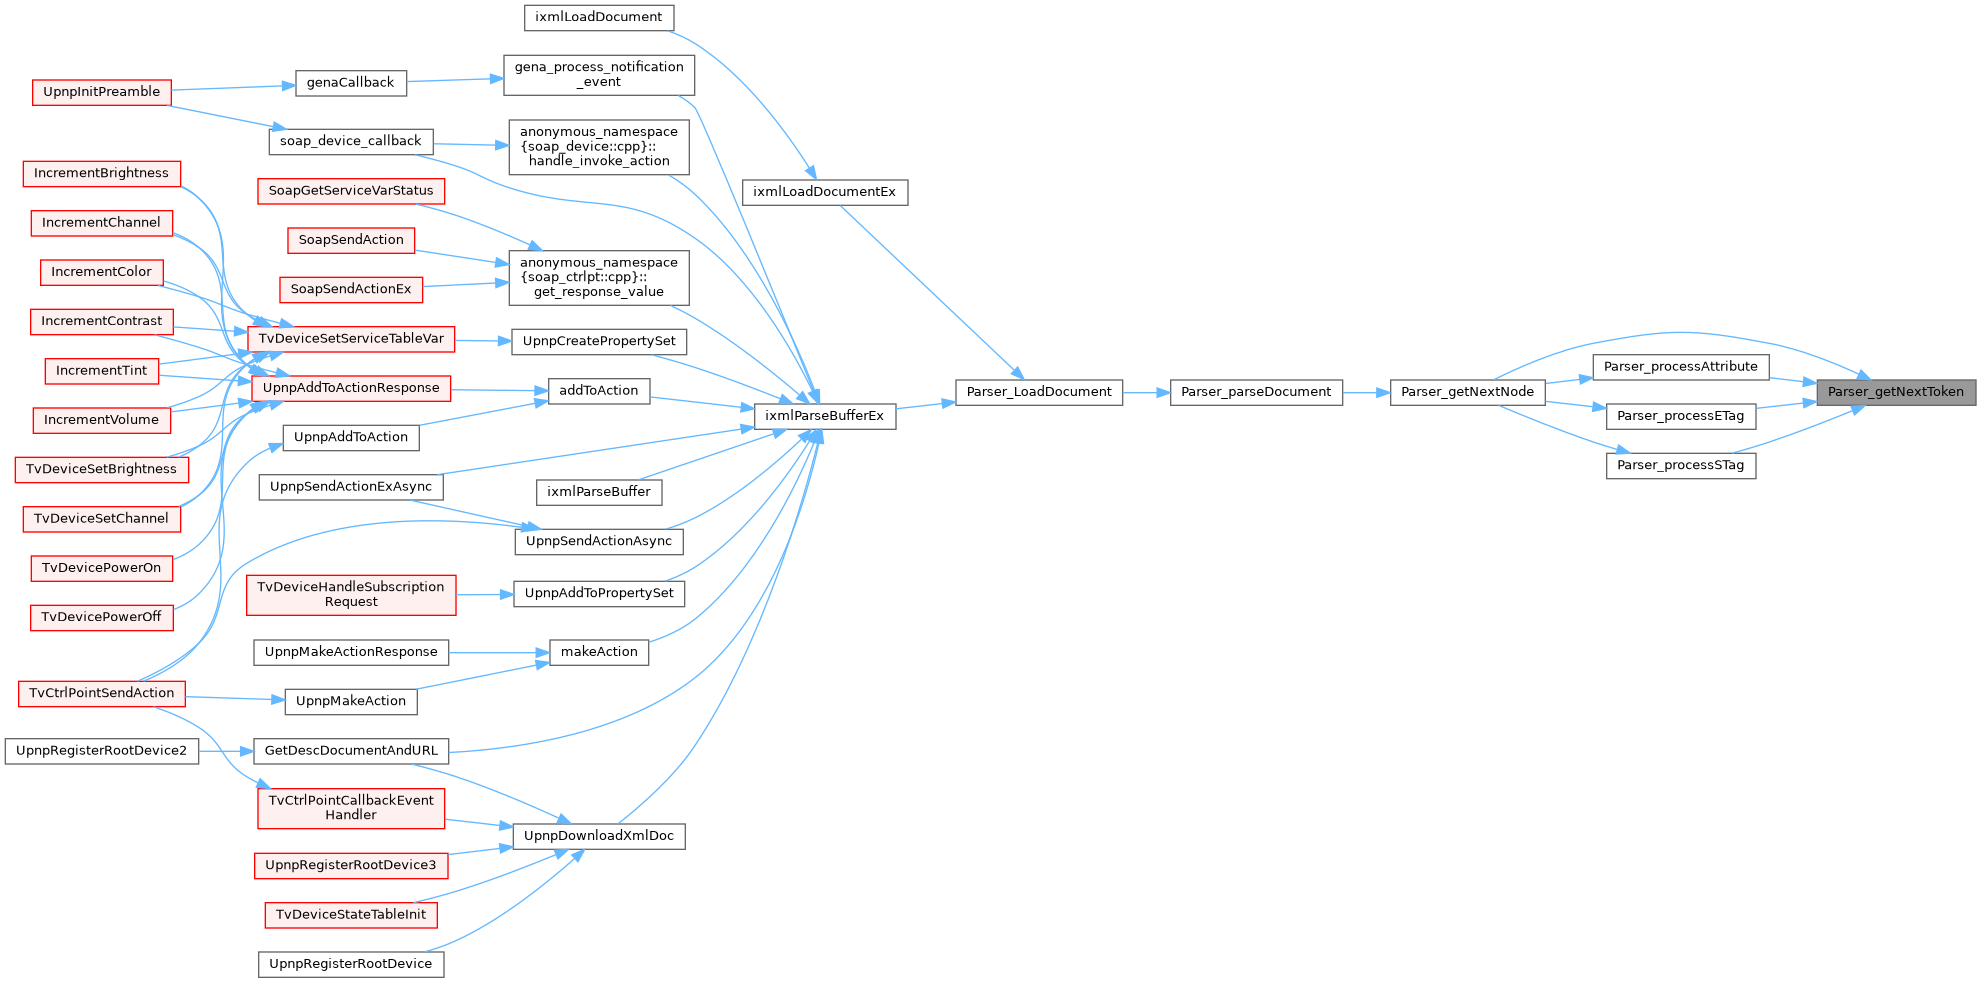 ixmlLoadDocument
gena_process_notification
_event
genaCallback
UpnpInitPreamble
anonymous_namespace
{soap_device::cpp}::
handle_invoke_action
soap_device_callback
IncrementBrightness
SoapGetServiceVarStatus
ixmlLoadDocumentEx
IncrementChannel
SoapSendAction
anonymous_namespace
{soap_ctrlpt::cpp}::
get_response_value
IncrementColor
SoapSendActionEx
IncrementContrast
TvDeviceSetServiceTableVar
UpnpCreatePropertySet
IncrementTint
UpnpAddToActionResponse
addToAction
Parser_LoadDocument
Parser_parseDocument
Parser_getNextNode
Parser_processAttribute
Parser_getNextToken
IncrementVolume
UpnpAddToAction
ixmlParseBufferEx
Parser_processETag
TvDeviceSetBrightness
Parser_processSTag
UpnpSendActionExAsync
ixmlParseBuffer
TvDeviceSetChannel
UpnpSendActionAsync
TvDevicePowerOn
TvDeviceHandleSubscription
Request
UpnpAddToPropertySet
TvDevicePowerOff
UpnpMakeActionResponse
makeAction
TvCtrlPointSendAction
UpnpMakeAction
UpnpRegisterRootDevice2
GetDescDocumentAndURL
TvCtrlPointCallbackEvent
Handler
UpnpDownloadXmlDoc
UpnpRegisterRootDevice3
TvDeviceStateTableInit
UpnpRegisterRootDevice